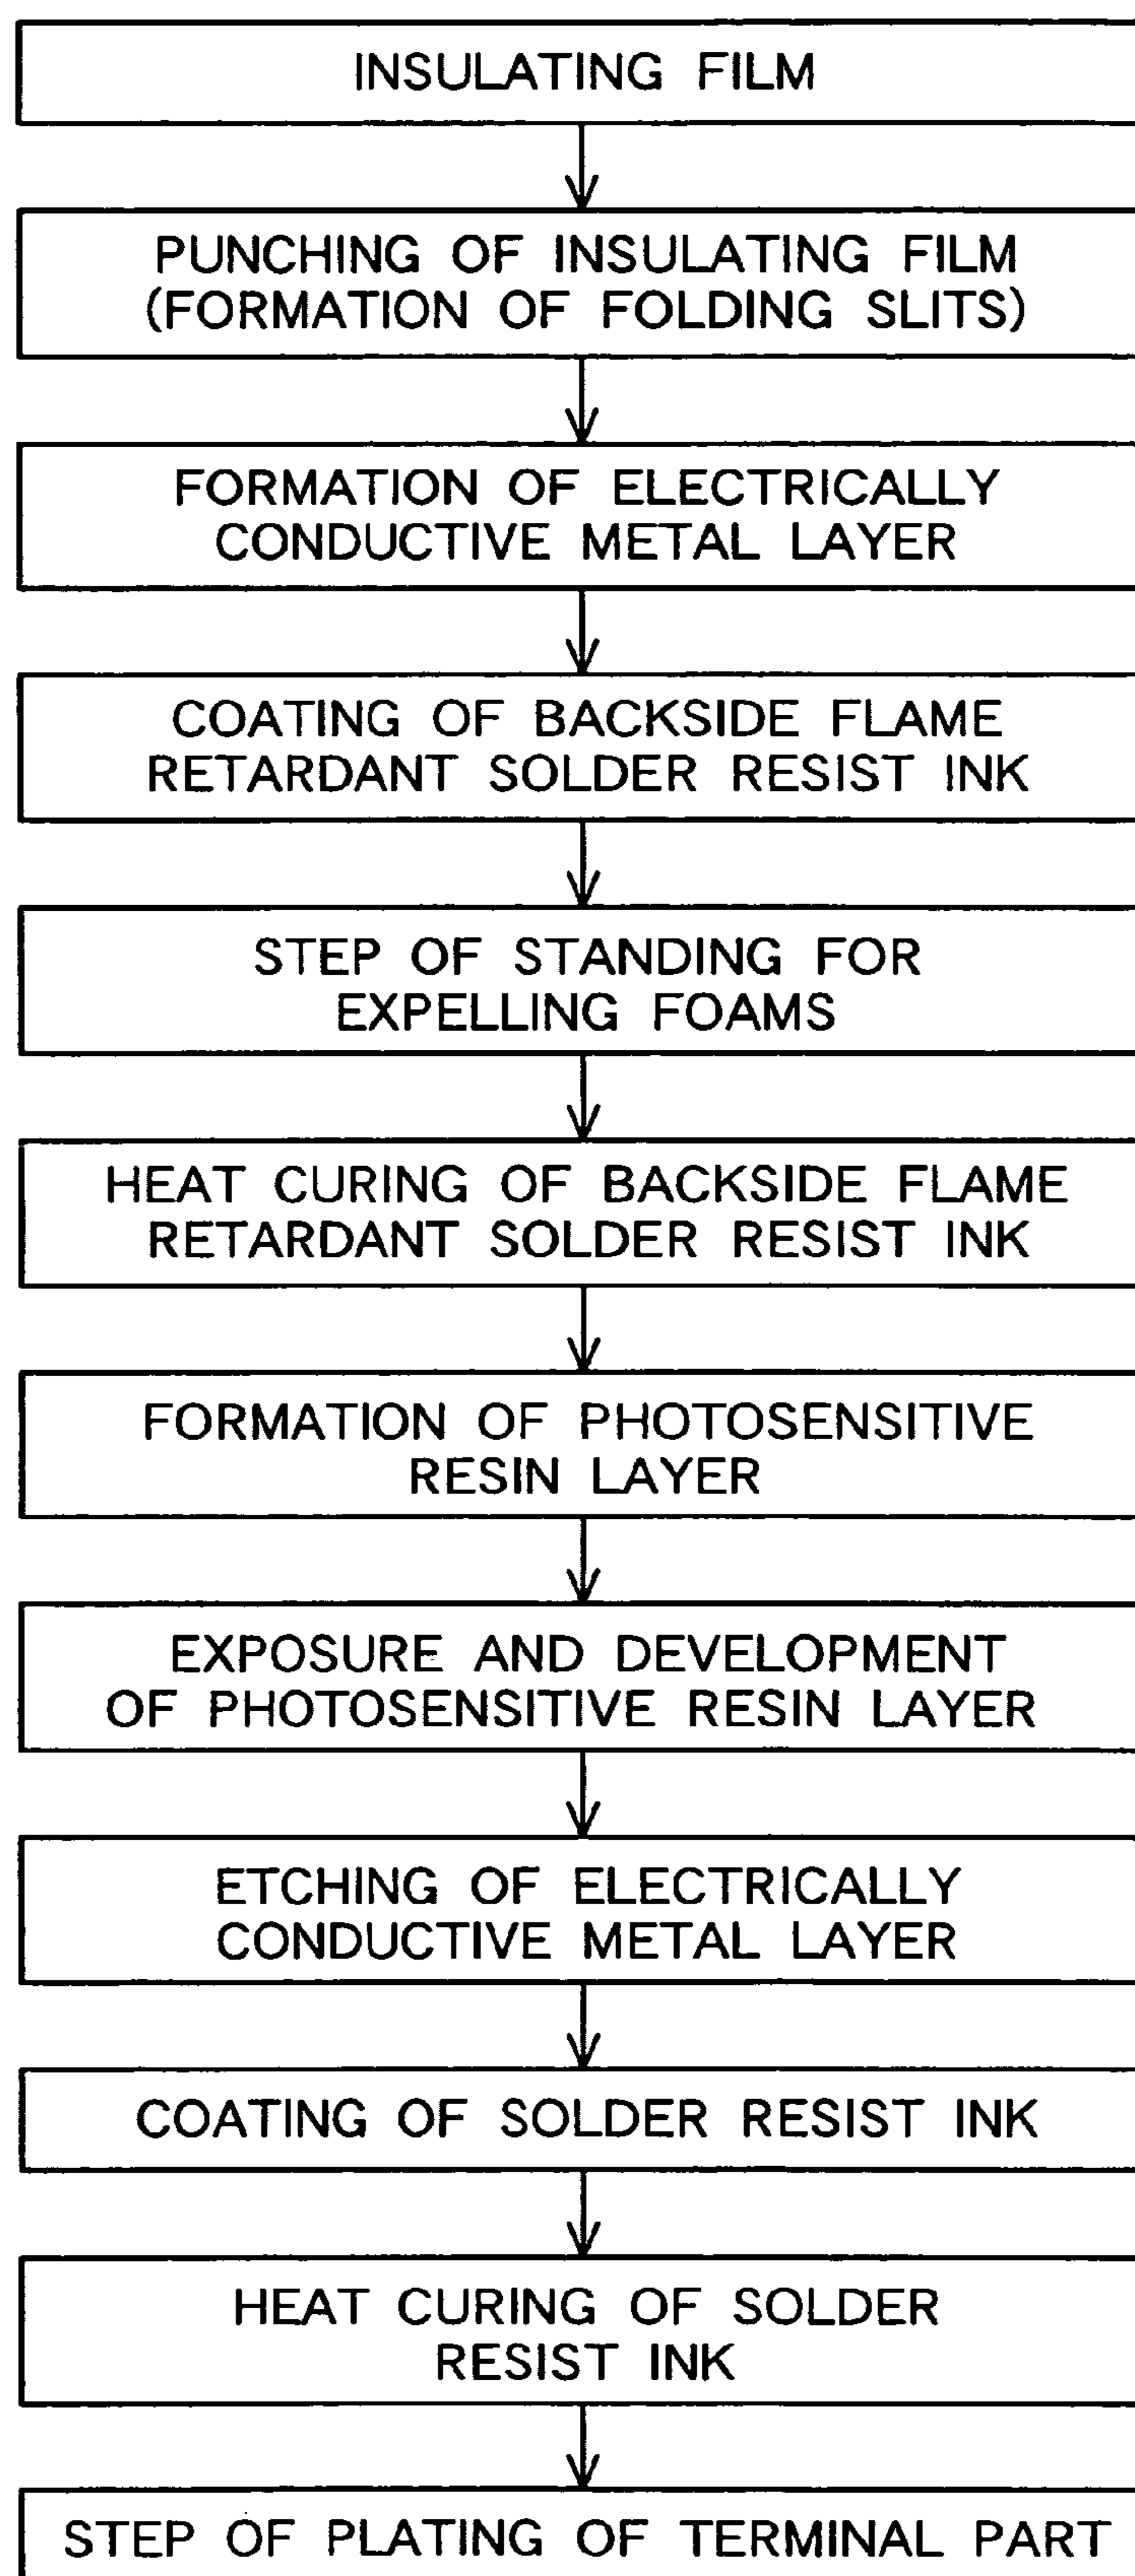 INSULATING FILM
PUNCHING OF INSULATING FILM
(FORMATION OF FOLDING SLITS)
FORMATION OF ELECTRICALLY
CONDUCTIVE METAL LAYER
COATING OF BACKSIDE FLAME
RETARDANT SOLDER RESIST INK
STEP OF STANDING FOR
EXPELLING FOAMS
HEAT CURING OF BACKSIDE FLAME
RETARDANT SOLDER RESIST INK
FORMATION OF PHOTOSENSITIVE
RESIN LAYER
EXPOSURE AND DEVELOPMENT
OF PHOTOSENSITIVE RESIN LAYER
ETCHING OF ELECTRICALLY
CONDUCTIVE METAL LAYER
COATING OF SOLDER RESIST INK
HEAT CURING OF SOLDER
RESIST INK
STEP OF PLATING OF TERMINAL PART